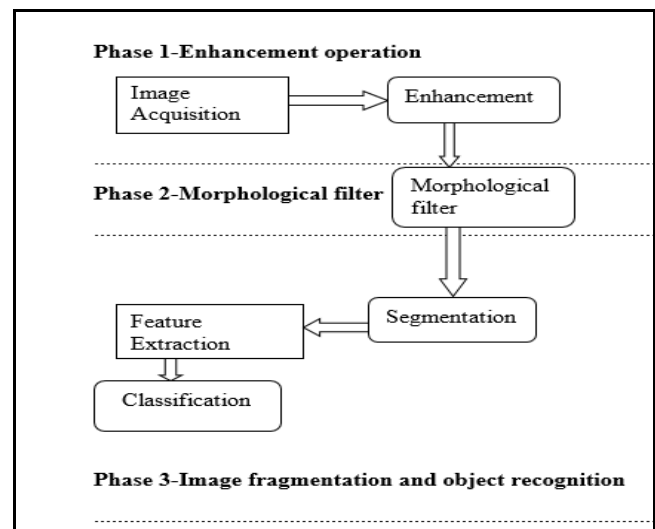 Phase 1-Enhancement operation
Image
Acquisition
Enhancement
Phase 2-Morphological filter
Morphological
filter
Segmentation
Feature
Extraction
Classification
Phase 3-Image fragmentation and object recognition